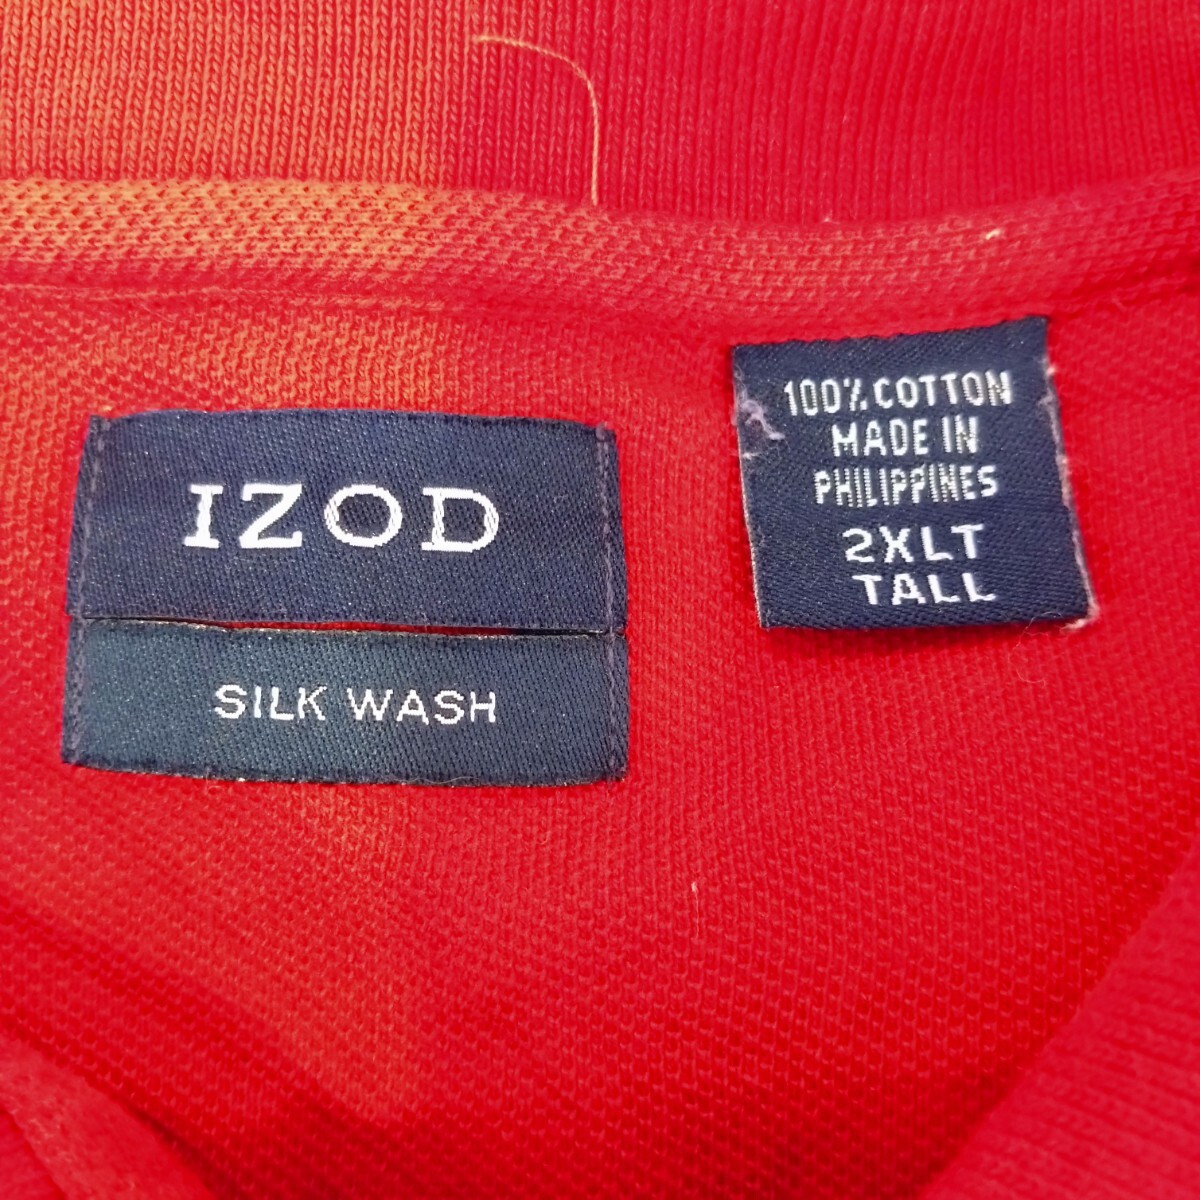 IZOD
SILK WASH
100% COTTON
MADE IN
PHILIPPINES
2XLT
TALL